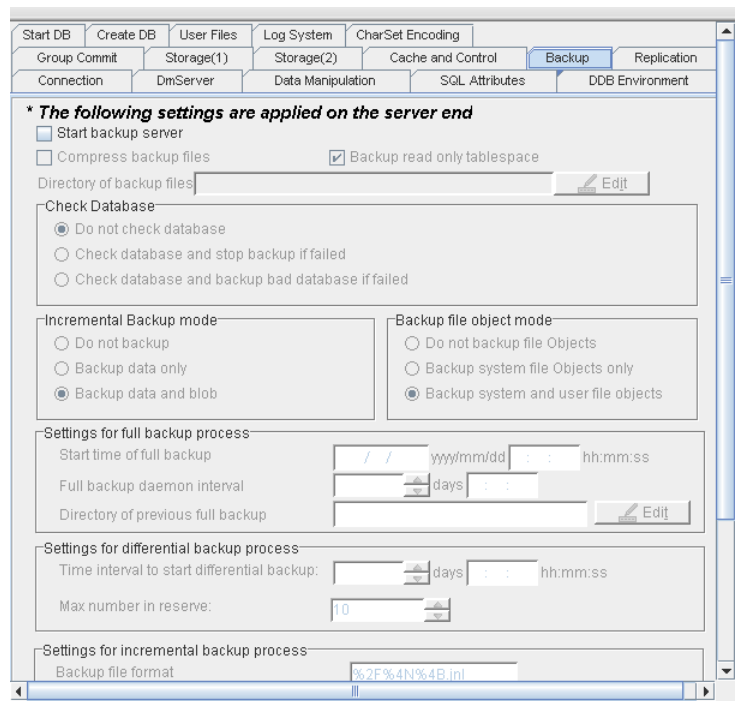 Start DB Create DB User Files Log System CharSet Encoding
Group Commit Storage(1) Storage(2) Cache and Control Backup Replication
Connection DmServer Data Manipulation SQL Attributes DDB Environment
* The following settings are applied on the server end
Start backup server
Compress backup files Backup read only tablespace
Directory of backup files Edit
Check Database
Do not check database
Check database and stop backup if failed
Check database and backup bad database if failed
Incremental Backup mode
Do not backup
Backup data only
Backup data and blob
Backup file object mode
Do not backup file Objects
Backup system file Objects only
Backup system and user file objects
Settings for full backup process
Start time of full backup / / yyyy/mm/dd : : hh:mm:ss
Full backup daemon interval days : :
Directory of previous full backup Edit
Settings for differential backup process
Time interval to start differential backup: days : : hh:mm:ss
Max number in reserve: 10
Settings for incremental backup process
Backup file format %2F%4N%4B.jnl